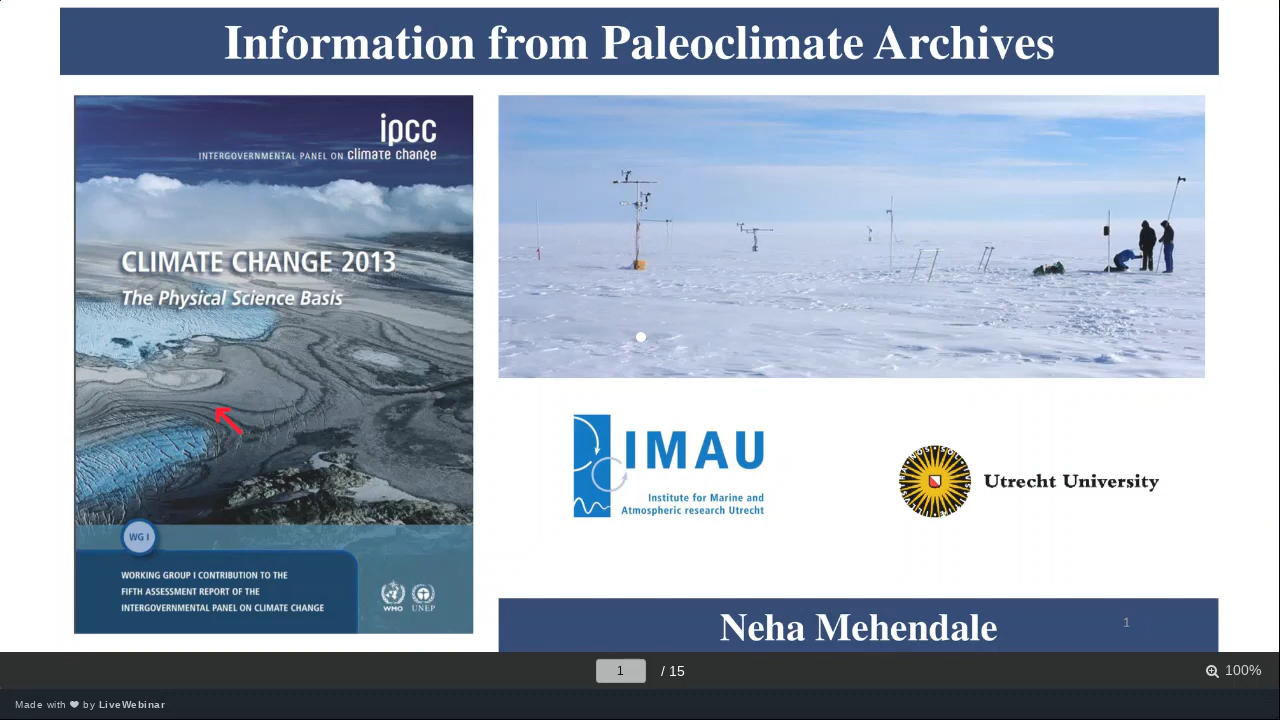 Information from Paleoclimate Archives
ipcc
INTERGOVERNMENTAL PANEL ON climate change
CLIMATE CHANGE 2013
The Physical Science Basis
WG I
WORKING GROUP I CONTRIBUTION TO THE
FIFTH ASSESSMENT REPORT OF THE
INTERGOVERNMENTAL PANEL ON CLIMATE CHANGE
WMO
UNEP
IMAU
Institute for Marine and
Atmospheric research Utrecht
Utrecht University
Neha Mehendale
1
1 / 15
100%
Made with by LiveWebinar